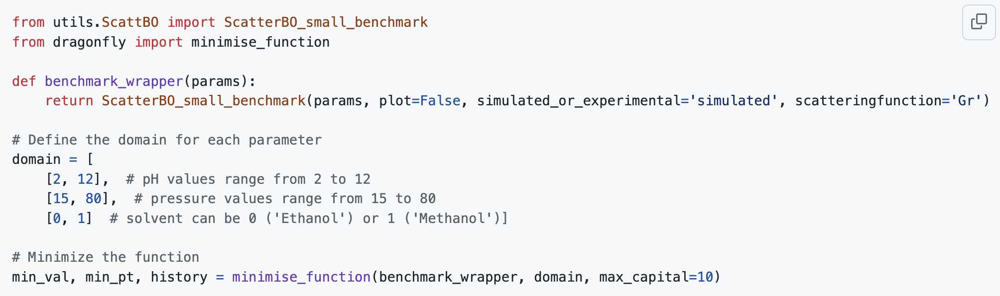 from utils.ScattBO import ScatterBO_small_benchmark
from dragonfly import minimise_function
def benchmark_wrapper(params):
    return ScatterBO_small_benchmark(params, plot=False, simulated_or_experimental='simulated', scatteringfunction='Gr')
# Define the domain for each parameter
domain = [
    [2, 12],  # pH values range from 2 to 12
    [15, 80],  # pressure values range from 15 to 80
    [0, 1]  # solvent can be 0 ('Ethanol') or 1 ('Methanol')]
# Minimize the function
min_val, min_pt, history = minimise_function(benchmark_wrapper, domain, max_capital=10)